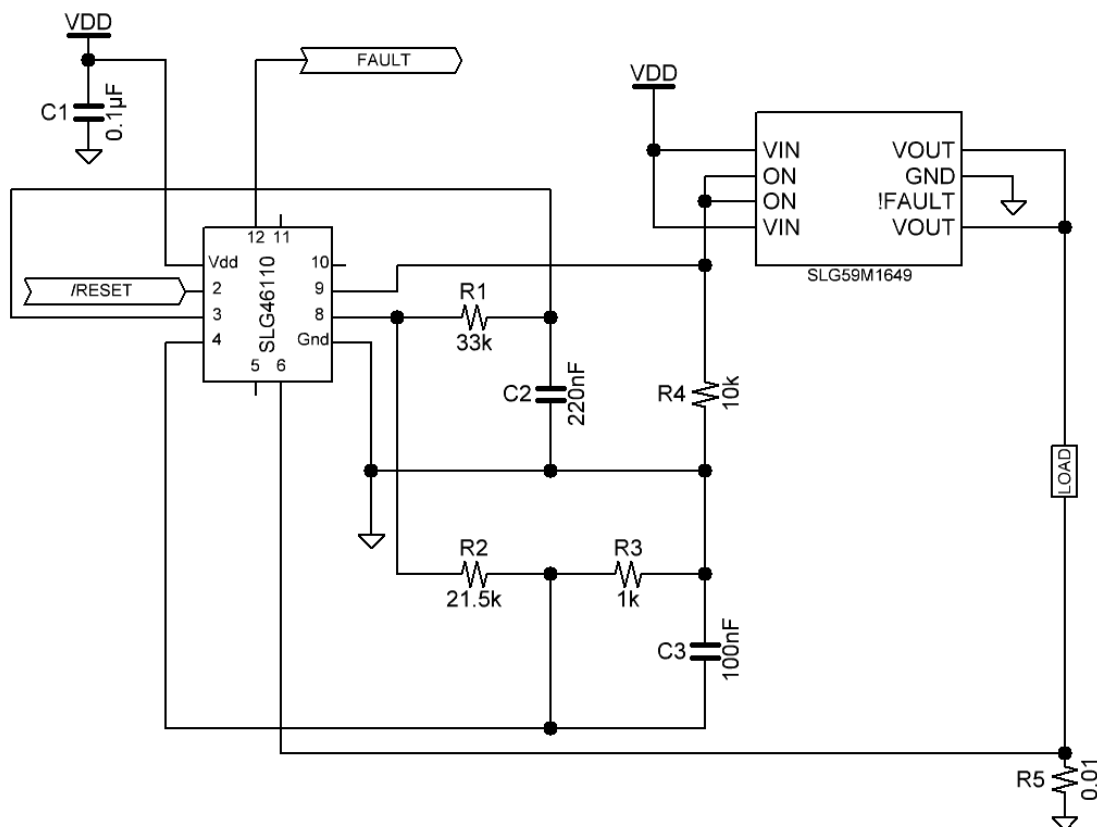 VDD
C1
0.1µF
FAULT
12
11
Vdd
10
/RESET
2
9
3
8
4
Gnd
5
6
SLG46110
R1
33k
C2
220nF
VDD
VIN
VOUT
ON
GND
ON
!FAULT
VIN
VOUT
SLG59M1649
R4
10k
LOAD
R2
21.5k
R3
1k
C3
100nF
R5
0.01